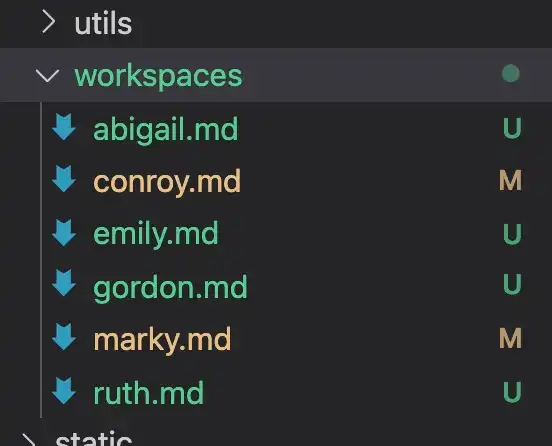 utils
workspaces
abigail.md U
conroy.md M
emily.md U
gordon.md U
marky.md M
ruth.md U
static